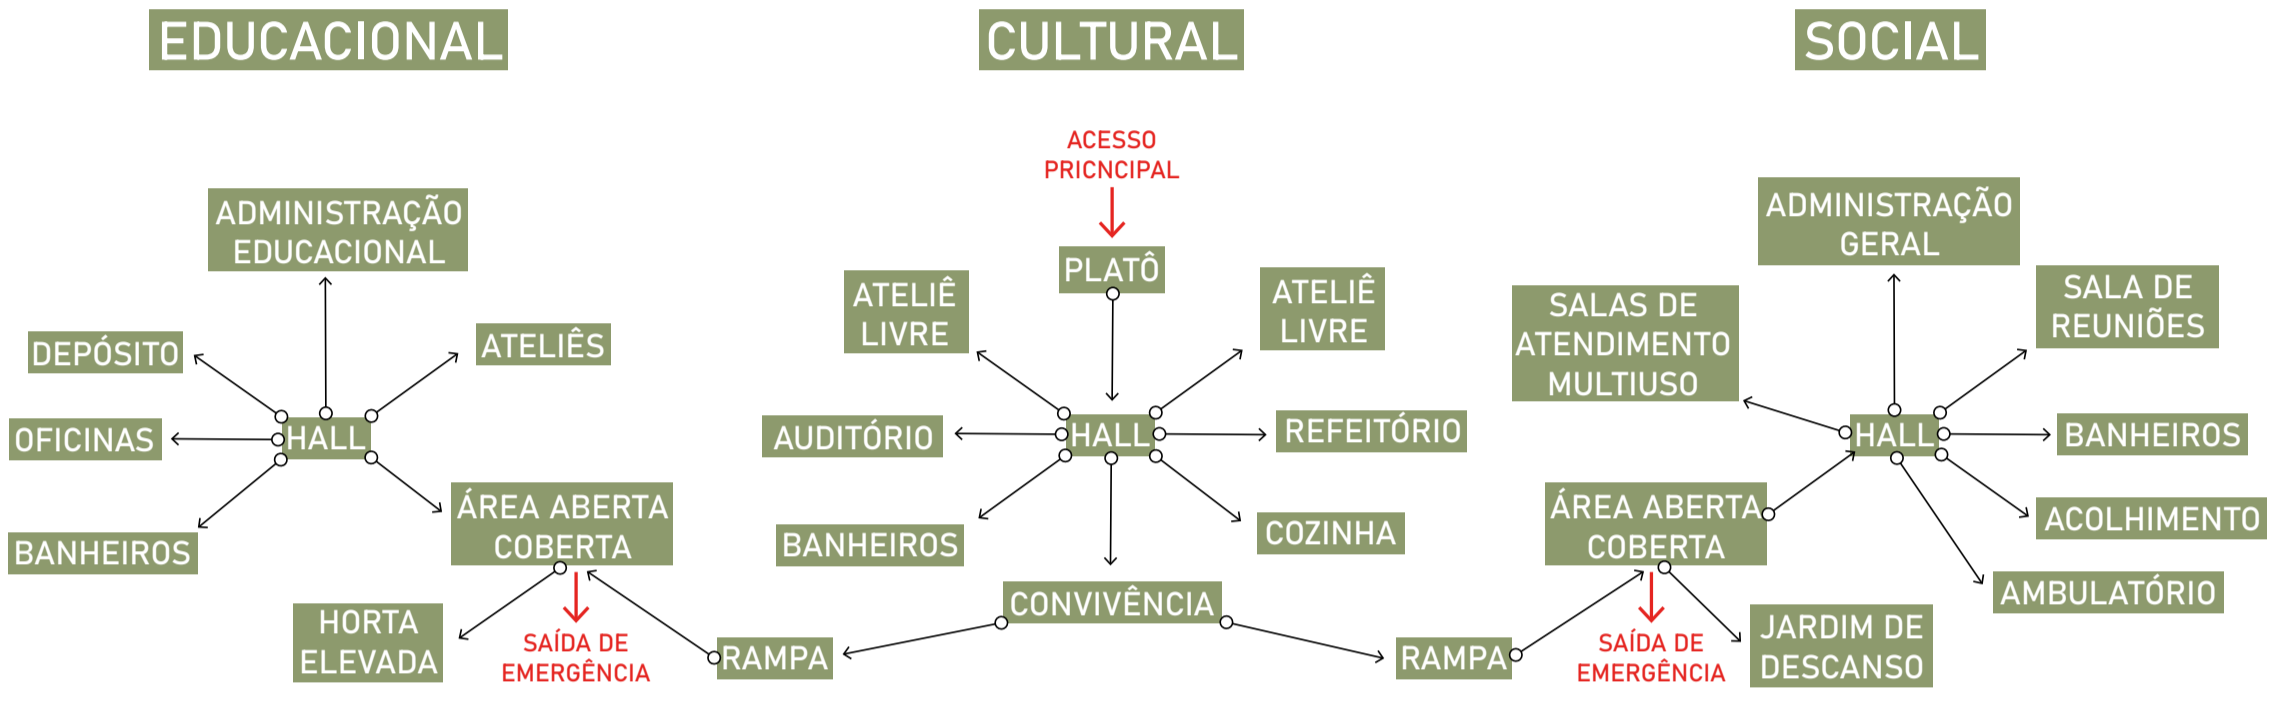 EDUCACIONAL
CULTURAL
SOCIAL
ADMINISTRAÇÃO
EDUCACIONAL
DEPÓSITO
ATELIÊS
OFICINAS
HALL
BANHEIROS
ÁREA ABERTA
COBERTA
HORTA
ELEVADA
SAÍDA DE
EMERGÊNCIA
RAMPA
ACESSO
PRICNCIPAL
PLATÔ
ATELIÊ
LIVRE
ATELIÊ
LIVRE
AUDITÓRIO
HALL
REFEITÓRIO
BANHEIROS
COZINHA
CONVIVÊNCIA
RAMPA
ADMINISTRAÇÃO
GERAL
SALAS DE
ATENDIMENTO
MULTIUSO
SALA DE
REUNIÕES
HALL
BANHEIROS
ÁREA ABERTA
COBERTA
ACOLHIMENTO
AMBULATÓRIO
SAÍDA DE
EMERGÊNCIA
JARDIM DE
DESCANSO